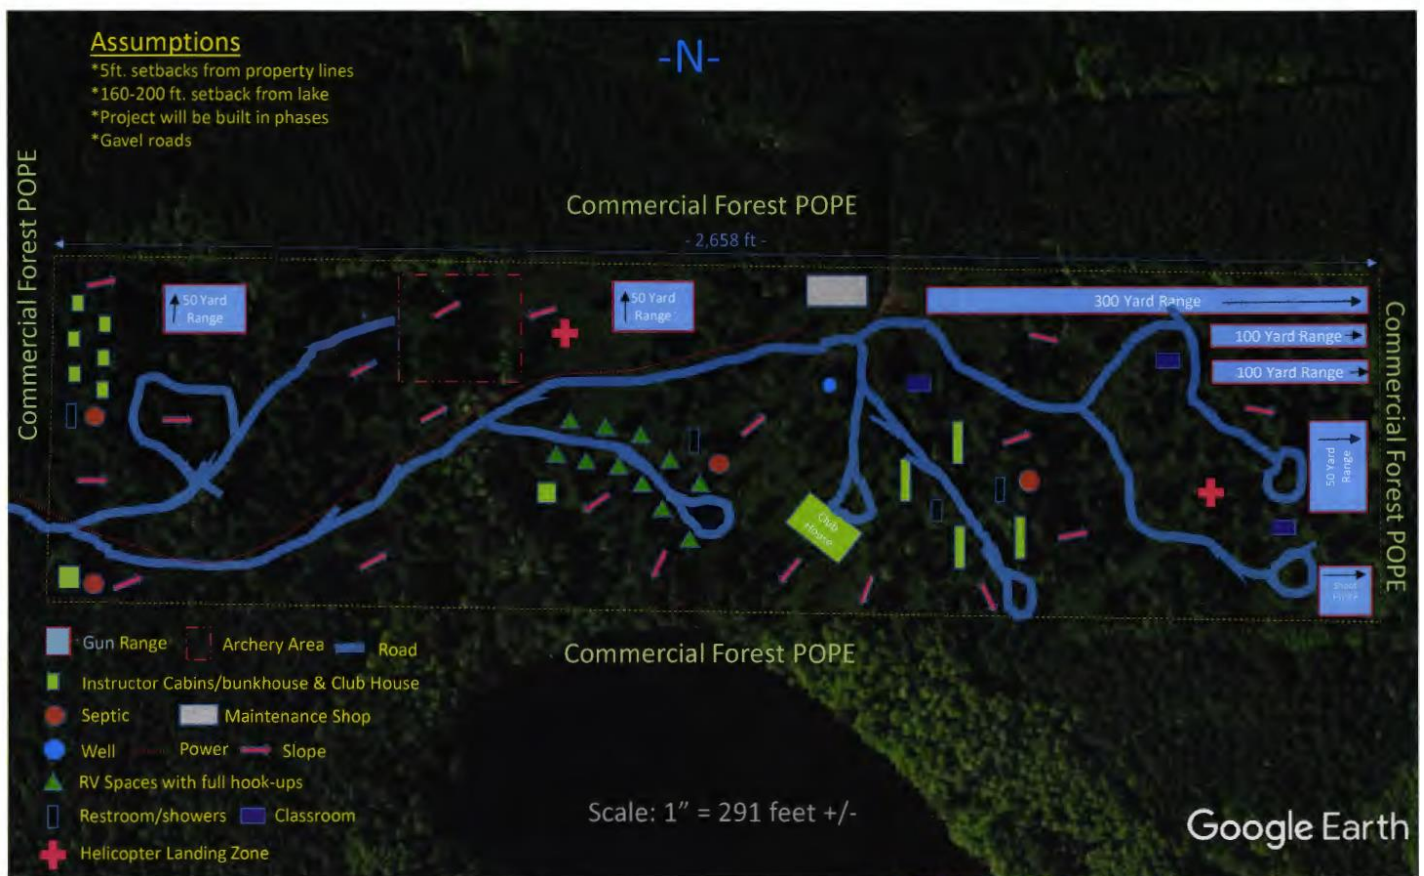 Assumptions
*5ft. setbacks from property lines
*160-200 ft. setback from lake
*Project will be built in phases
*Gavel roads
-N-
Commercial Forest POPE
Commercial Forest POPE
- 2,658 ft -
50 Yard
Range
50 Yard
Range
300 Yard Range
100 Yard Range
100 Yard Range
50 Yard
Range
Commercial Forest POPE
Club
House
Commercial Forest POPE
Gun Range
Archery Area
Road
Instructor Cabins/bunkhouse & Club House
Septic
Maintenance Shop
Well
Power
Slope
RV Spaces with full hook-ups
Restroom/showers
Classroom
Helicopter Landing Zone
Scale: 1" = 291 feet +/-
Google Earth